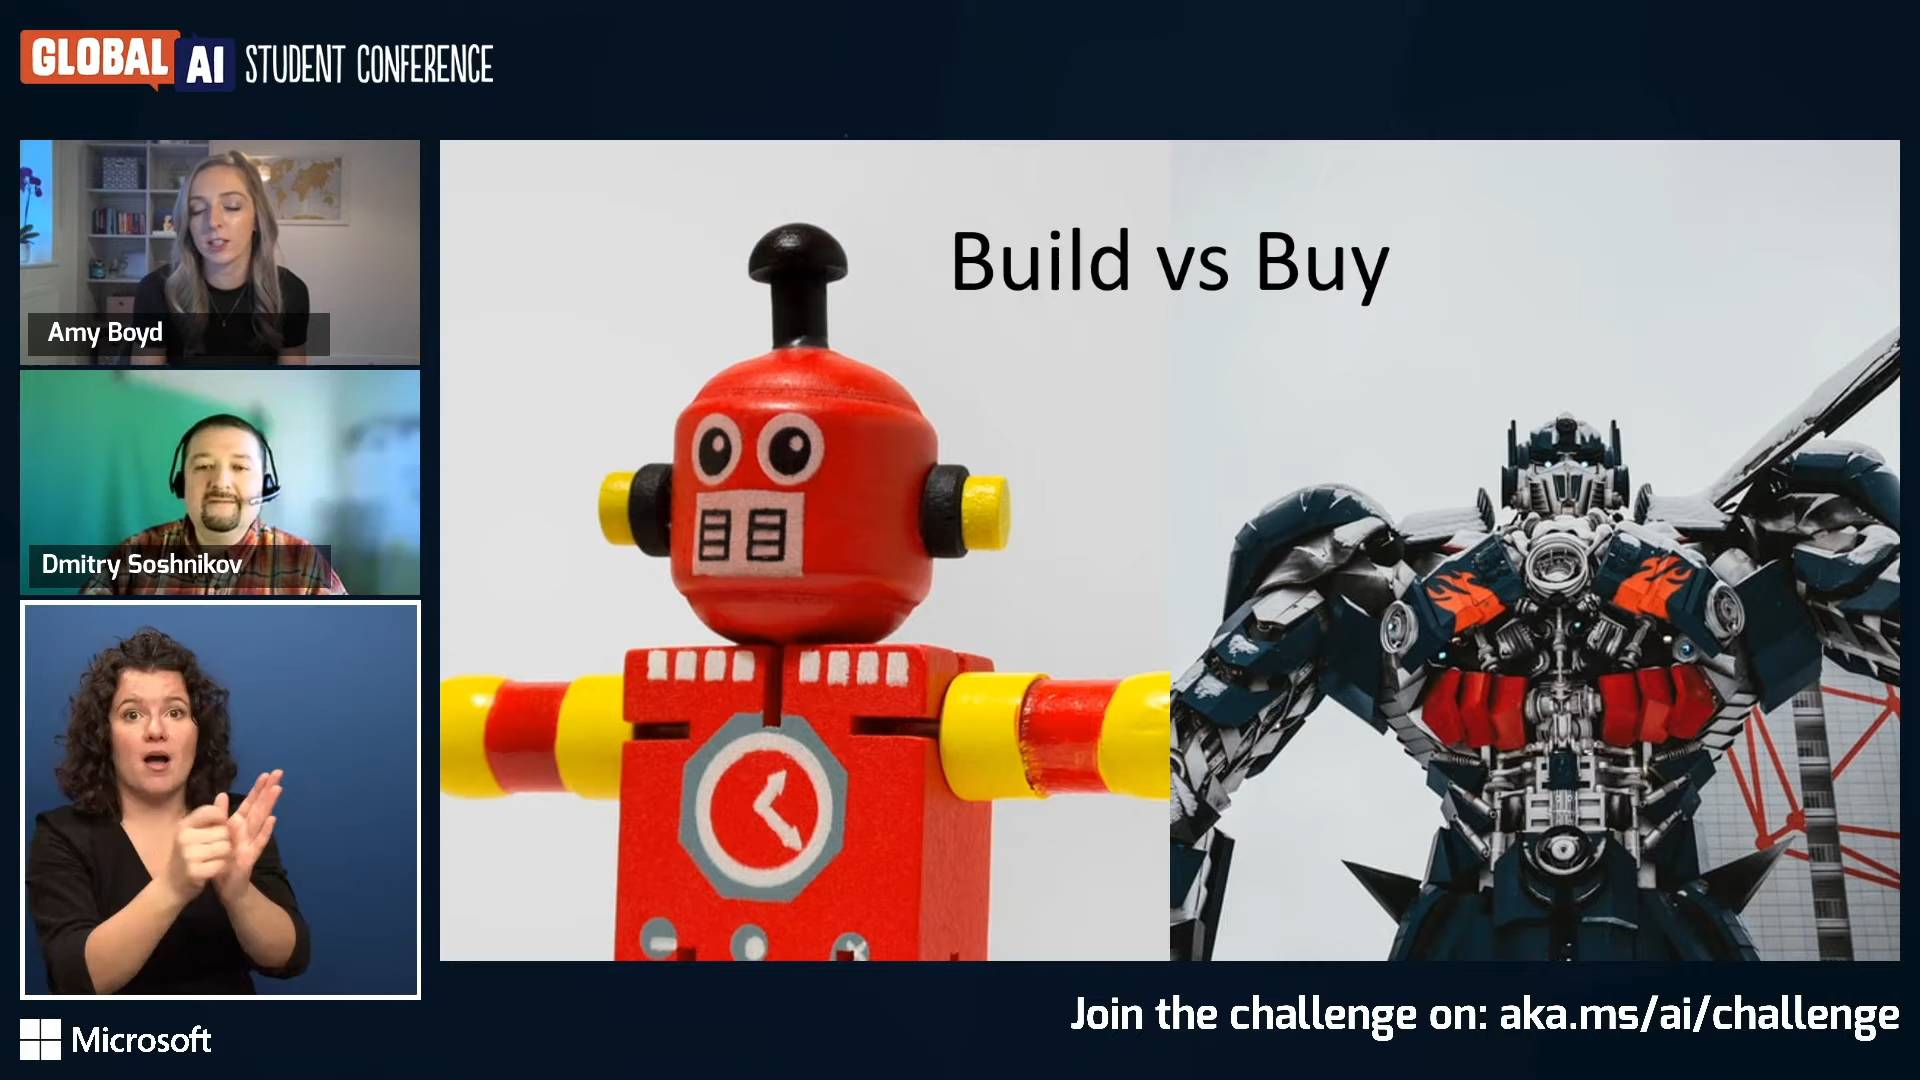 GLOBAL AI STUDENT CONFERENCE
Amy Boyd
Dmitry Soshnikov
Build vs Buy
Join the challenge on: aka.ms/ai/challenge
Microsoft